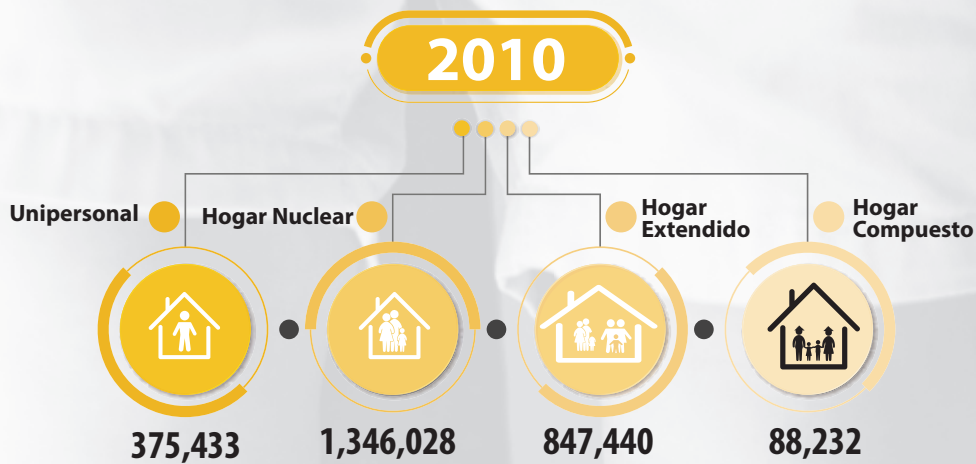 2010
Unipersonal
Hogar Nuclear
Hogar
Extendido
Hogar
Compuesto
375,433
1,346,028
847,440
88,232